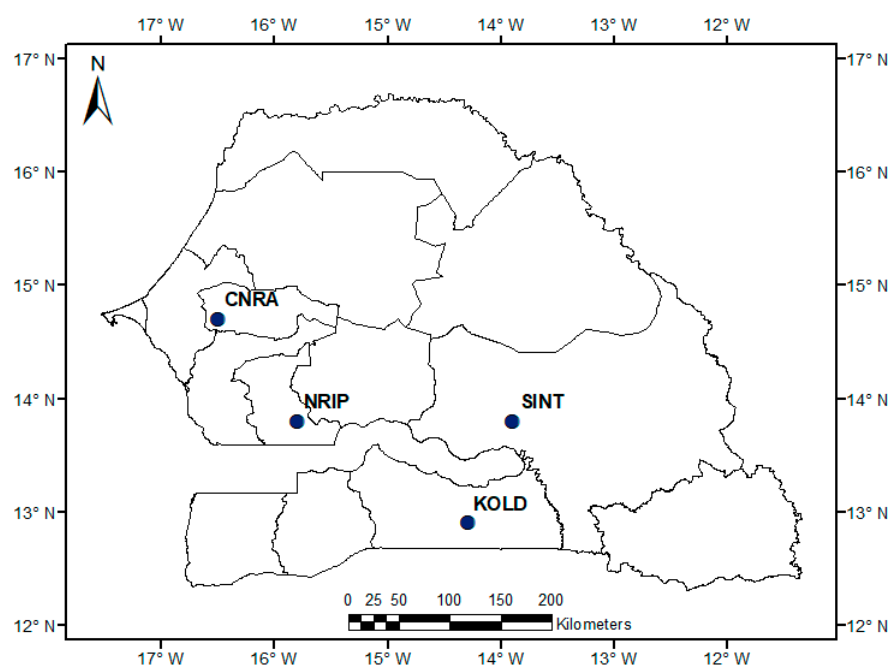 17° W 16° W 15° W 14° W 13° W 12° W
17° N 17° N
N
16° N 16° N
15° N 15° N
CNRA
14° N 14° N
NRIP SINT
13° N 13° N
KOLD
12° N 12° N
0 25 50 100 150 200
Kilometers
17° W 16° W 15° W 14° W 13° W 12° W